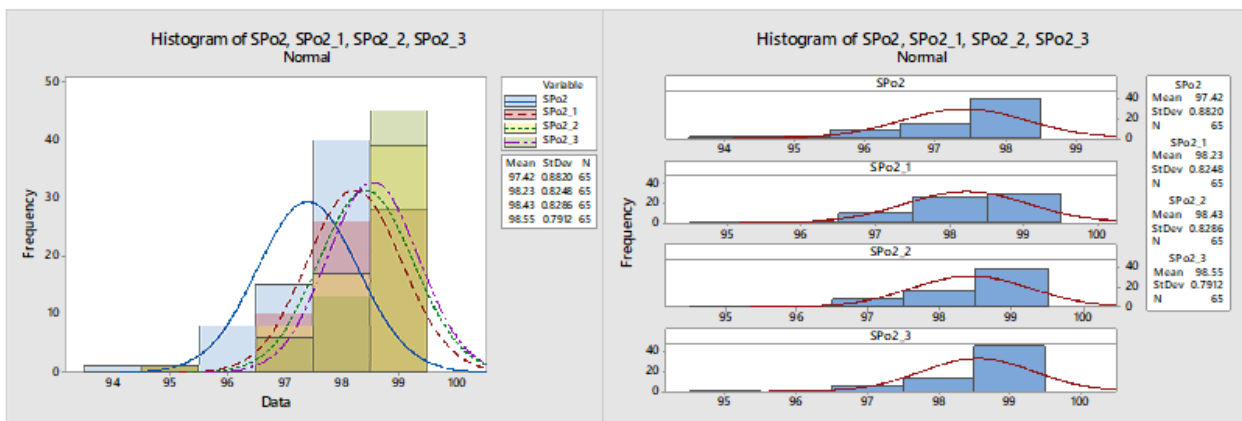 Histogram of SPo2, SPo2_1, SPo2_2, SPo2_3
Normal
50
40
30
20
10
0
Frequency
94 95 96 97 98 99 100
Data
Variable
SPo2
SPo2_1
SPo2_2
SPo2_3
Mean StDev N
97.42 0.8820 65
98.23 0.8248 65
98.43 0.8286 65
98.55 0.7912 65
Histogram of SPo2, SPo2_1, SPo2_2, SPo2_3
Normal
Frequency
SPo2
40
20
0
94 95 96 97 98 99
SPo2_1
40
20
0
95 96 97 98 99 100
SPo2_2
40
20
0
95 96 97 98 99 100
SPo2_3
40
20
0
95 96 97 98 99 100
SPo2
Mean 97.42
StDev 0.8820
N 65
SPo2_1
Mean 98.23
StDev 0.8248
N 65
SPo2_2
Mean 98.43
StDev 0.8286
N 65
SPo2_3
Mean 98.55
StDev 0.7912
N 65